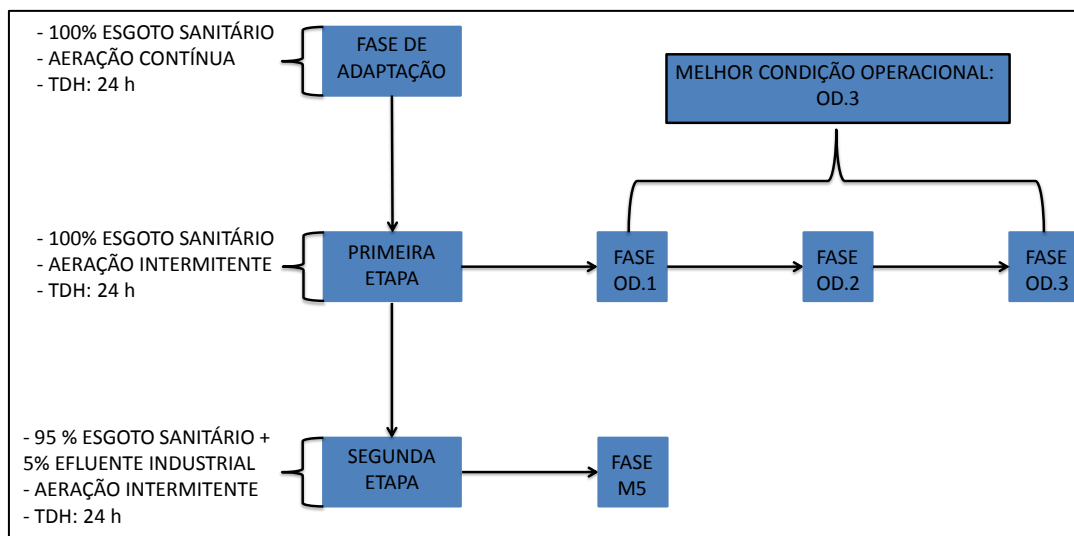 - 100% ESGOTO SANITÁRIO
- AERAÇÃO CONTÍNUA
- TDH: 24 h
FASE DE
ADAPTAÇÃO
MELHOR CONDIÇÃO OPERACIONAL:
OD.3
- 100% ESGOTO SANITÁRIO
- AERAÇÃO INTERMITENTE
- TDH: 24 h
PRIMEIRA
ETAPA
FASE
OD.1
FASE
OD.2
FASE
OD.3
- 95 % ESGOTO SANITÁRIO +
5% EFLUENTE INDUSTRIAL
- AERAÇÃO INTERMITENTE
- TDH: 24 h
SEGUNDA
ETAPA
FASE
M5